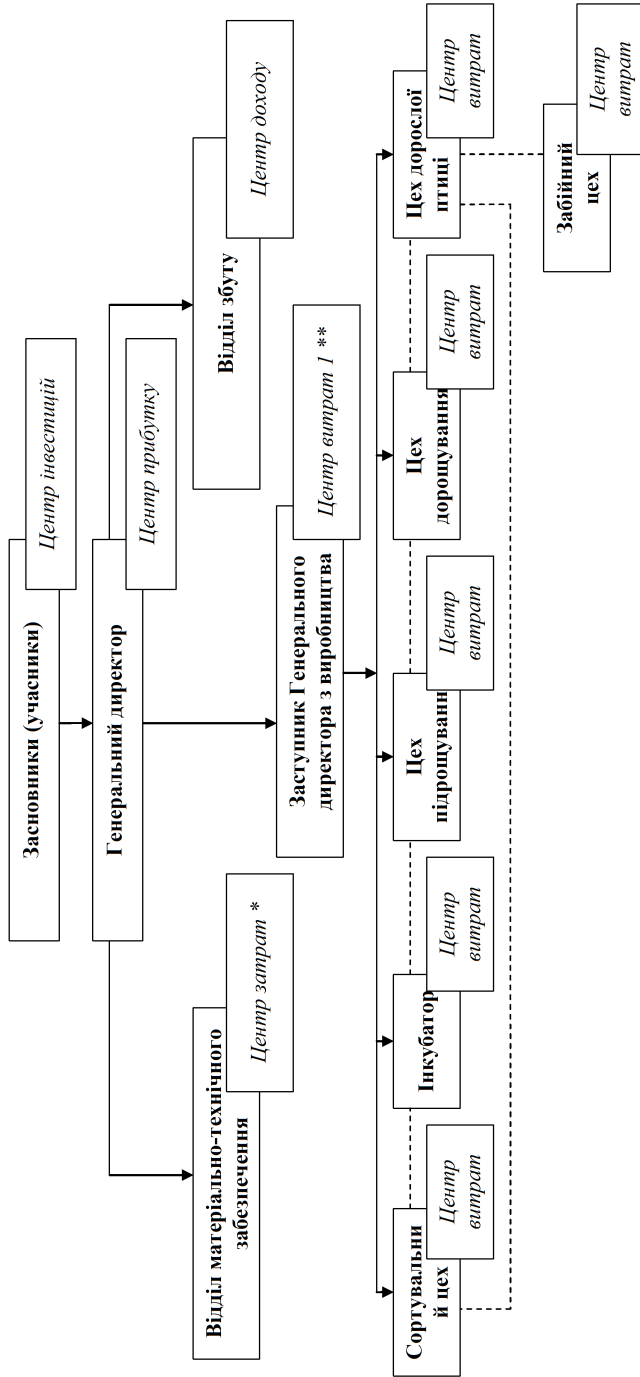 Засновники (учасники)
Центр інвестицій
Генеральний директор
Центр прибутку
Відділ матеріально-технічного
забезпечення
Центр затрат *
Відділ збуту
Центр доходу
Заступник Генерального
директора з виробництва
Центр витрат 1 **
Сортувальни
й цех
Центр
витрат
Інкубатор
Центр
витрат
Цех
підрощуванн
Центр
витрат
Цех
дорощування
Центр
витрат
Цех дорослої
птиці
Центр
витрат
Забійний
цех
Центр
витрат